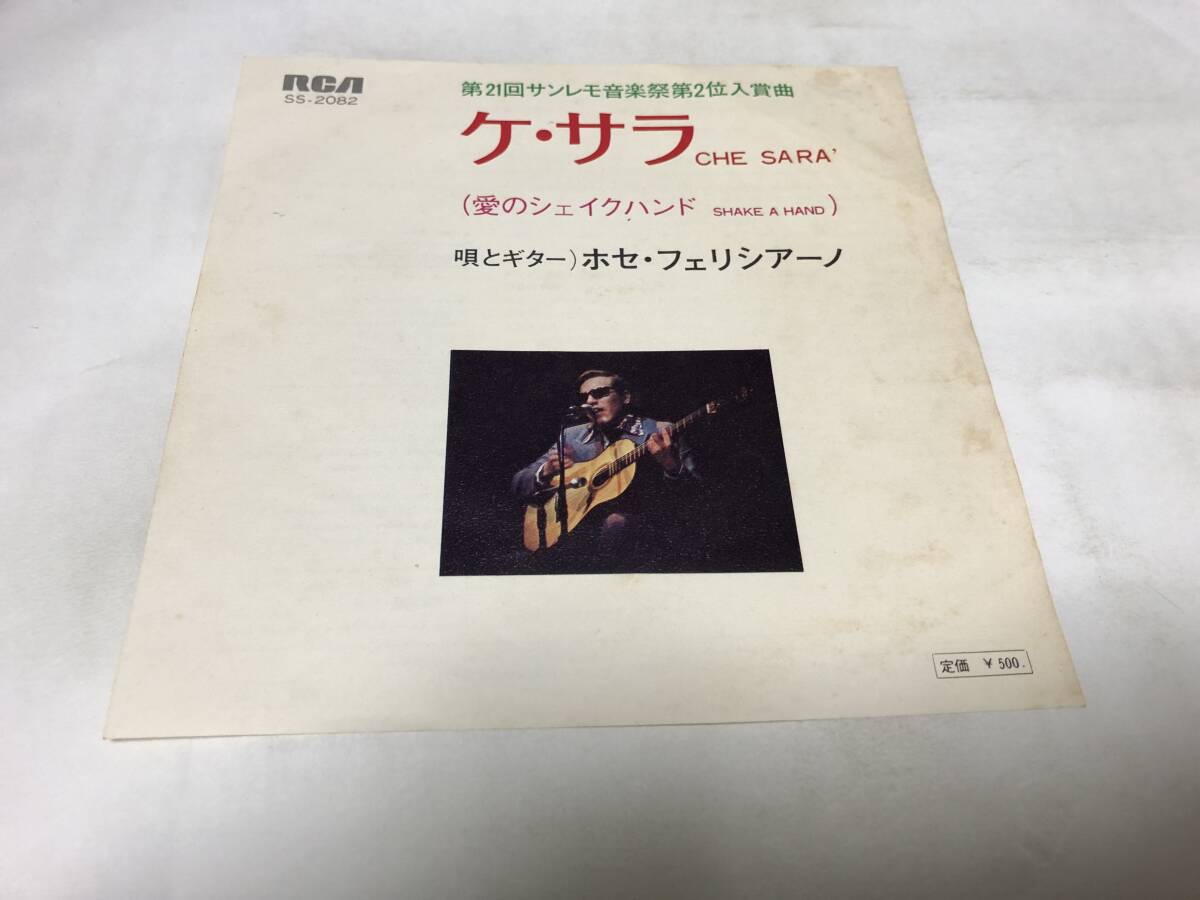 RCA
SS-2082
第21回サンレモ音楽祭第2位入賞曲
ケ・サラ CHE SARA'
(愛のシェイクハンド SHAKE A HAND)
唄とギター)ホセ・フェリシアーノ
定価 ¥500.